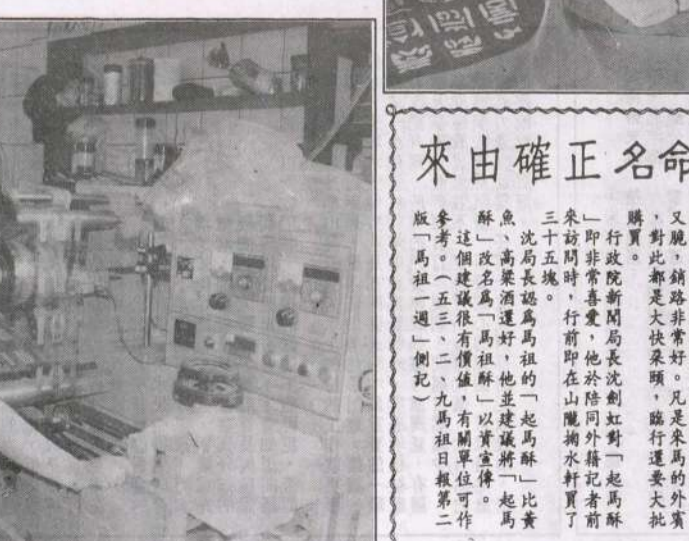 來由確正名命
又脆，銷路非常好。凡是來馬的外賓
，對此都是大快朵頤，臨行還要大批
購買。
行政院新聞局長沈劍虹對「起馬酥
」即非常喜愛，他於陪同外籍記者前
來訪問時，行前即在山隴掬水軒買了
三十五塊。
沈局長認為馬祖的「起馬酥」比黃
魚、高粱酒還好，他並建議將「起馬
酥」改名為「馬祖酥」以資宣傳。
這個建議很有價值，有關單位可作
參考。（五三、二、九馬祖日報第二
版「馬祖一週」側記）